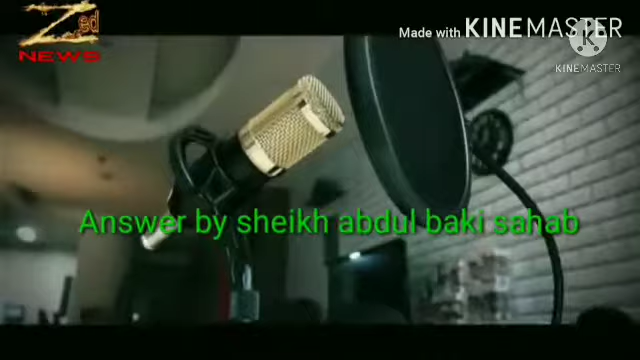 Zed
NEWS
Made with KINEMASTER
KINEMASTER
Answer by sheikh abdul baki sahab